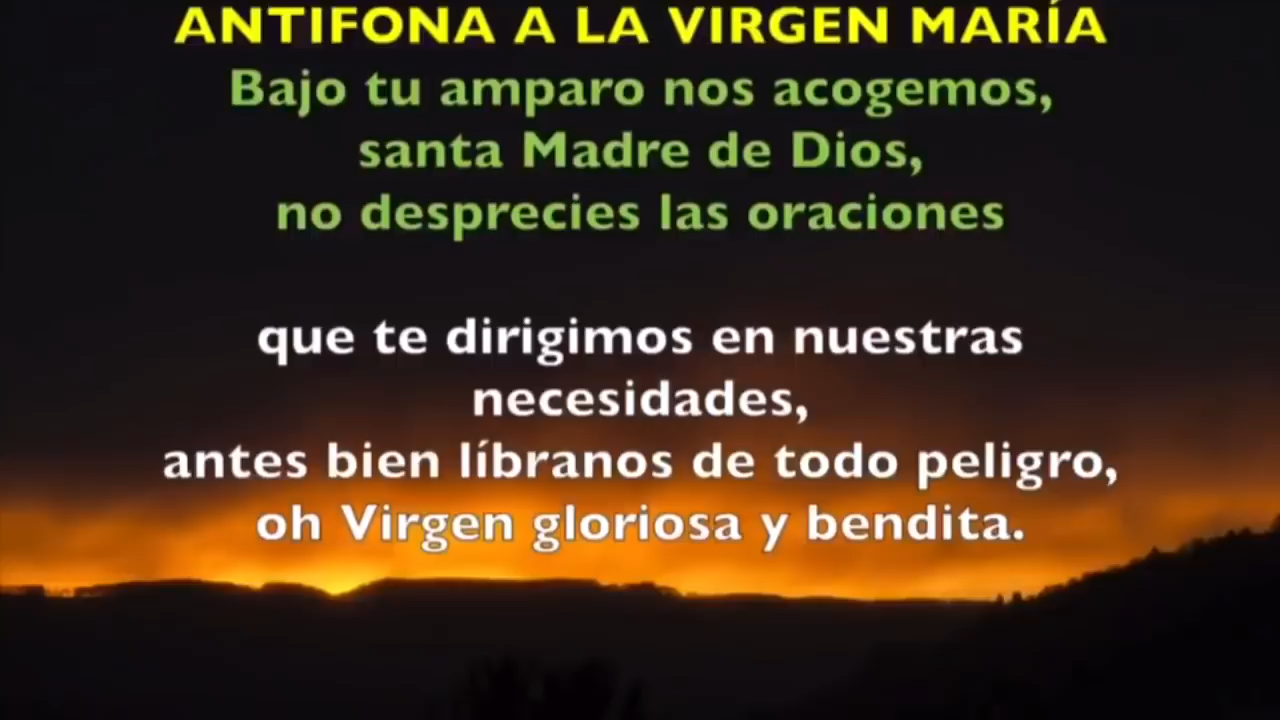 ANTIFONA A LA VIRGEN MARÍA
Bajo tu amparo nos acogemos,
santa Madre de Dios,
no desprecies las oraciones
que te dirigimos en nuestras
necesidades,
antes bien líbranos de todo peligro,
oh Virgen gloriosa y bendita.